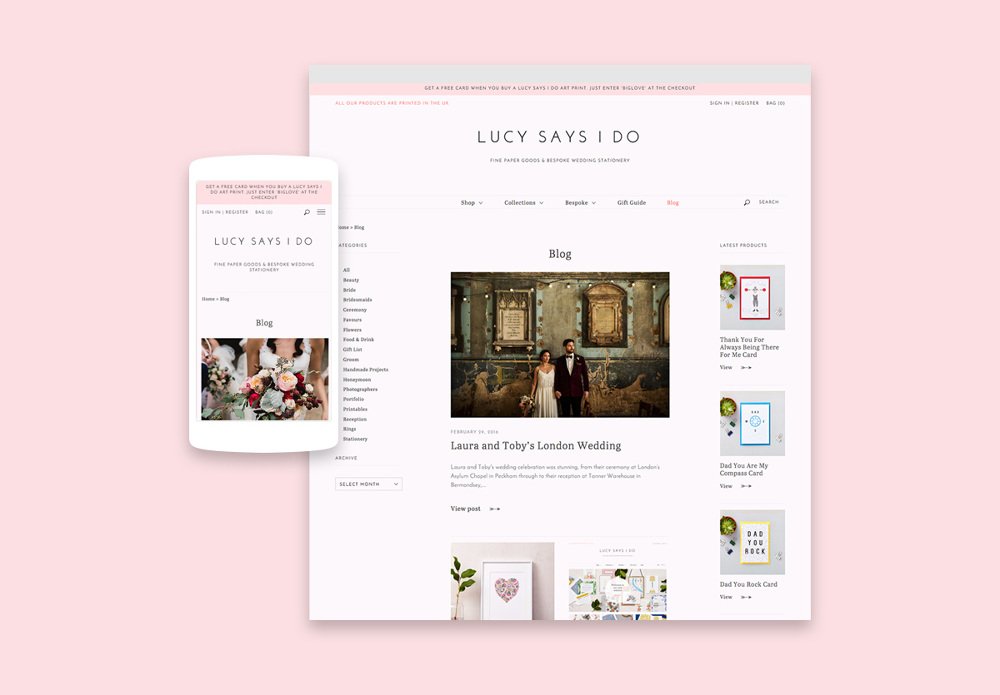 GET A FREE CARD WHEN YOU BUY A LUCY SAYS I DO ART PRINT. JUST ENTER 'BIGLOVE' AT THE CHECKOUT
ALL OUR PRODUCTS ARE PRINTED IN THE UK
SIGN IN | REGISTER BAG (0)
LUCY SAYS I DO
FINE PAPER GOODS & BESPOKE WEDDING STATIONERY
Shop Collections Bespoke Gift Guide Blog SEARCH
ome > Blog
ATEGORIES
All
Beauty
Bride
Bridesmaids
Ceremony
Favours
Flowers
Food & Drink
Gift List
Groom
Handmade Projects
Honeymoon
Photographers
Portfolio
Printables
Reception
Rings
Stationery
ARCHIVE
SELECT MONTH
Blog
FEBRUARY 29, 2016
Laura and Toby's London Wedding
Laura and Toby's wedding celebration was stunning, from their ceremony at London's
Asylum Chapel in Peckham through to their reception at Tanner Warehouse in
Bermondsey,...
View post
LUCY SAYS I DO
LATEST PRODUCTS
Thank You For
Always Being There
For Me Card
View
DAD
Dad You Are My
Compass Card
View
DAD
YOU
ROCK
Dad You Rock Card
View
GET A FREE CARD WHEN YOU BUY A LUCY SAYS I
DO ART PRINT. JUST ENTER 'BIGLOVE' AT THE
CHECKOUT
SIGN IN | REGISTER BAG (0)
LUCY SAYS I DO
FINE PAPER GOODS & BESPOKE WEDDING
STATIONERY
Home > Blog
Blog